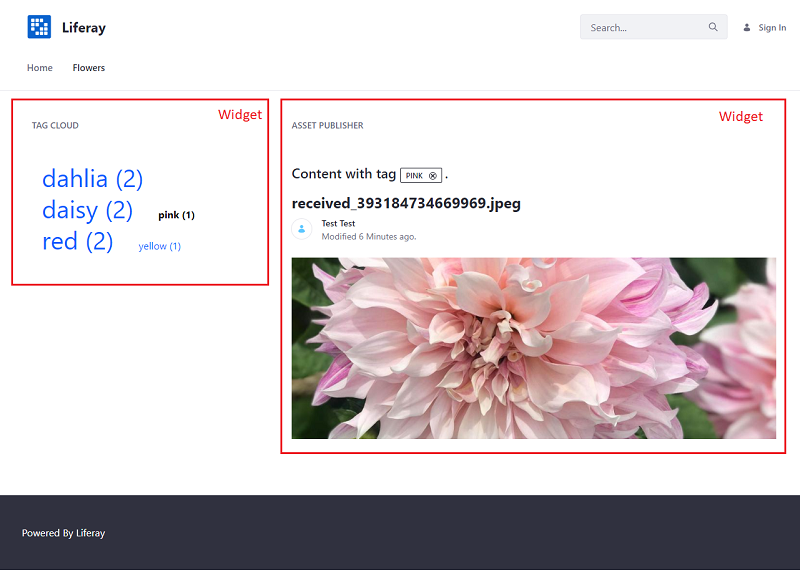 Liferay
Search...
Sign In
Home Flowers
Widget
TAG CLOUD
dahlia (2)
daisy (2) pink (1)
red (2) yellow (1)
Widget
ASSET PUBLISHER
Content with tag PINK .
received_393184734669969.jpeg
Test Test
Modified 6 Minutes ago.
Powered By Liferay